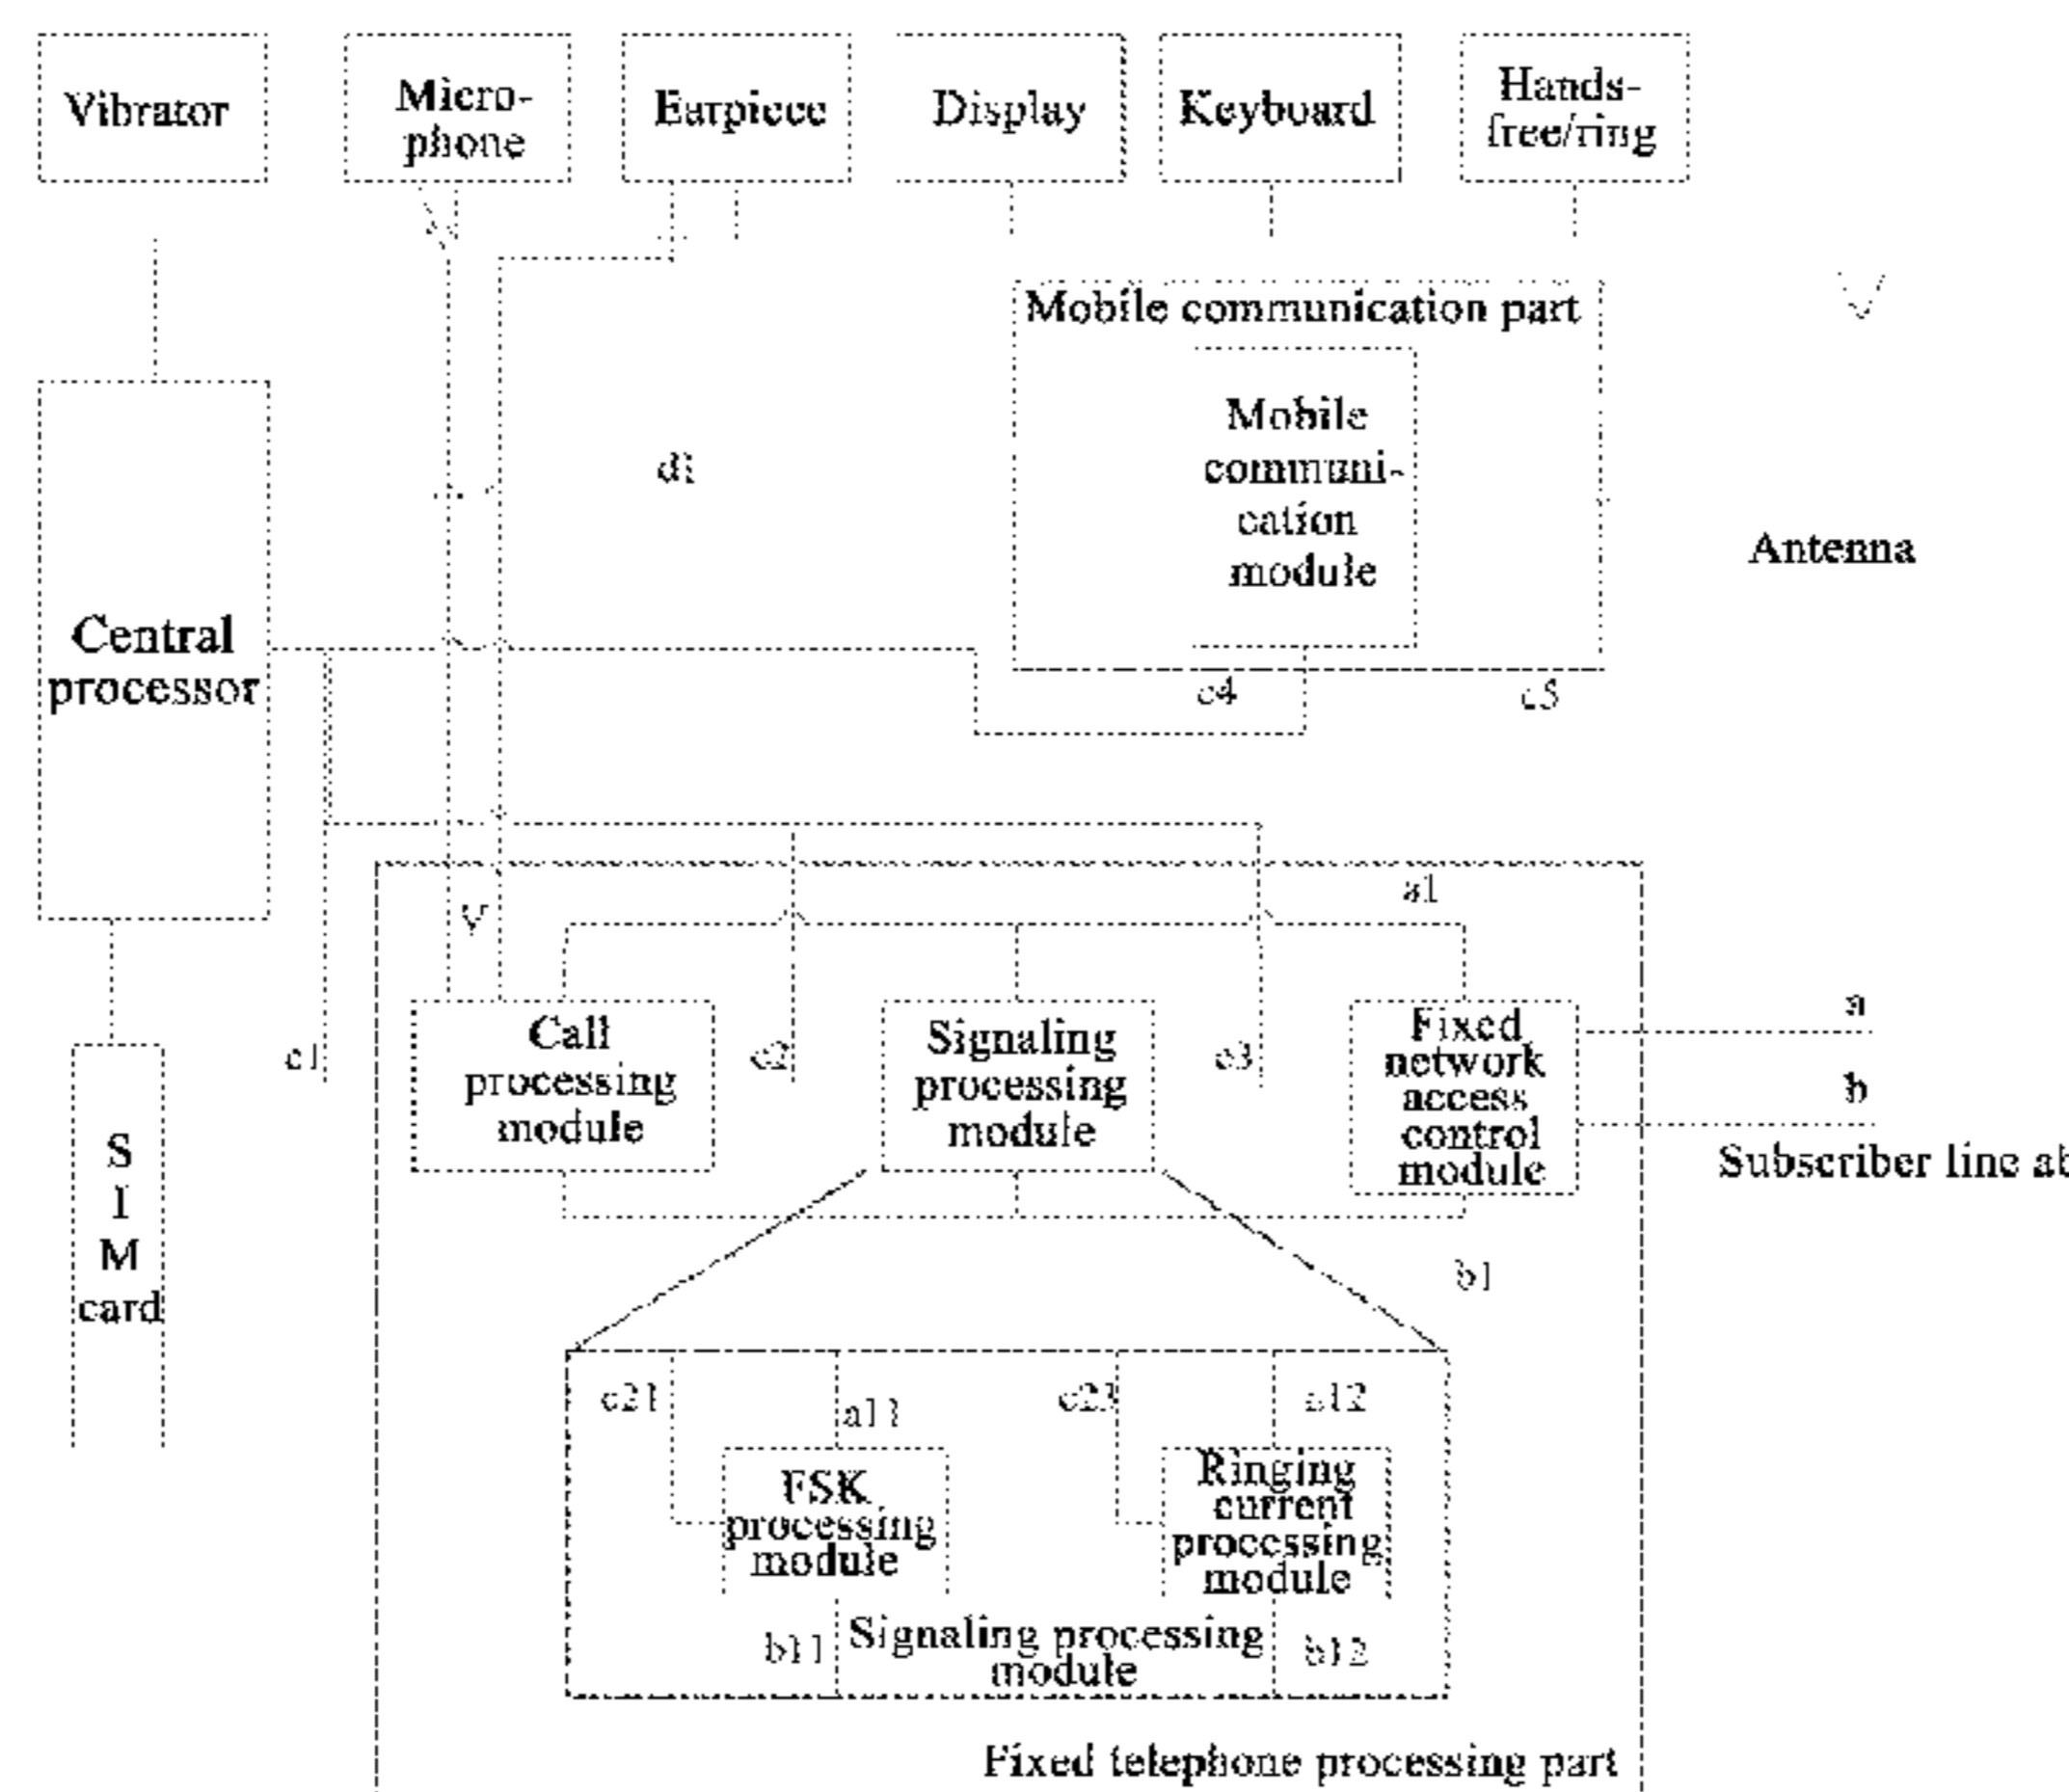 Vibrator
Micro-
phone
Earpiece
Display
Keyboard
Hands-
free/ring
Mobile communication part
Mobile
communi-
cation
module
d1
Antenna
Central
processor
c4
c5
a1
V
a
b
Subscriber line ab
c1
Call
processing
module
c2
Signaling
processing
module
c3
Fixed
network
access
control
module
S
I
M
card
b1
c21
a11
c23
a12
FSK
processing
module
Ringing
current
processing
module
b11
Signaling processing
module
b12
Fixed telephone processing part